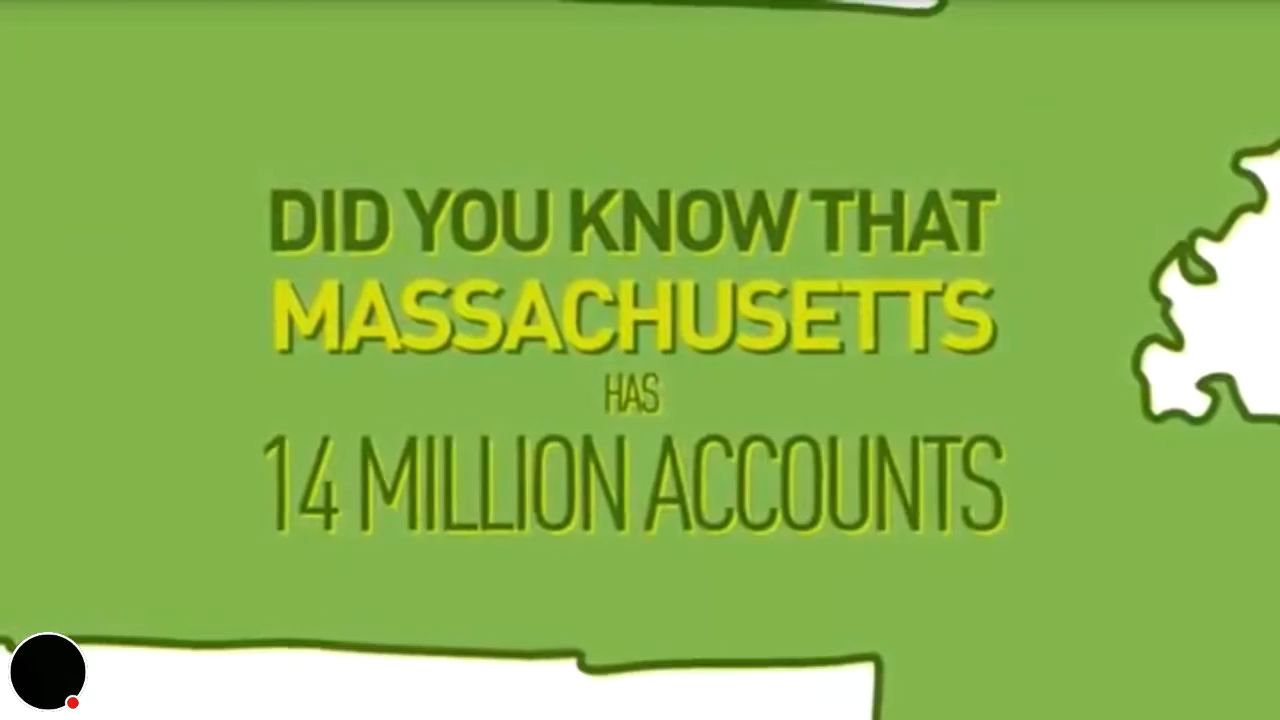 DID YOU KNOW THAT
MASSACHUSETTS
HAS
14 MILLION ACCOUNTS